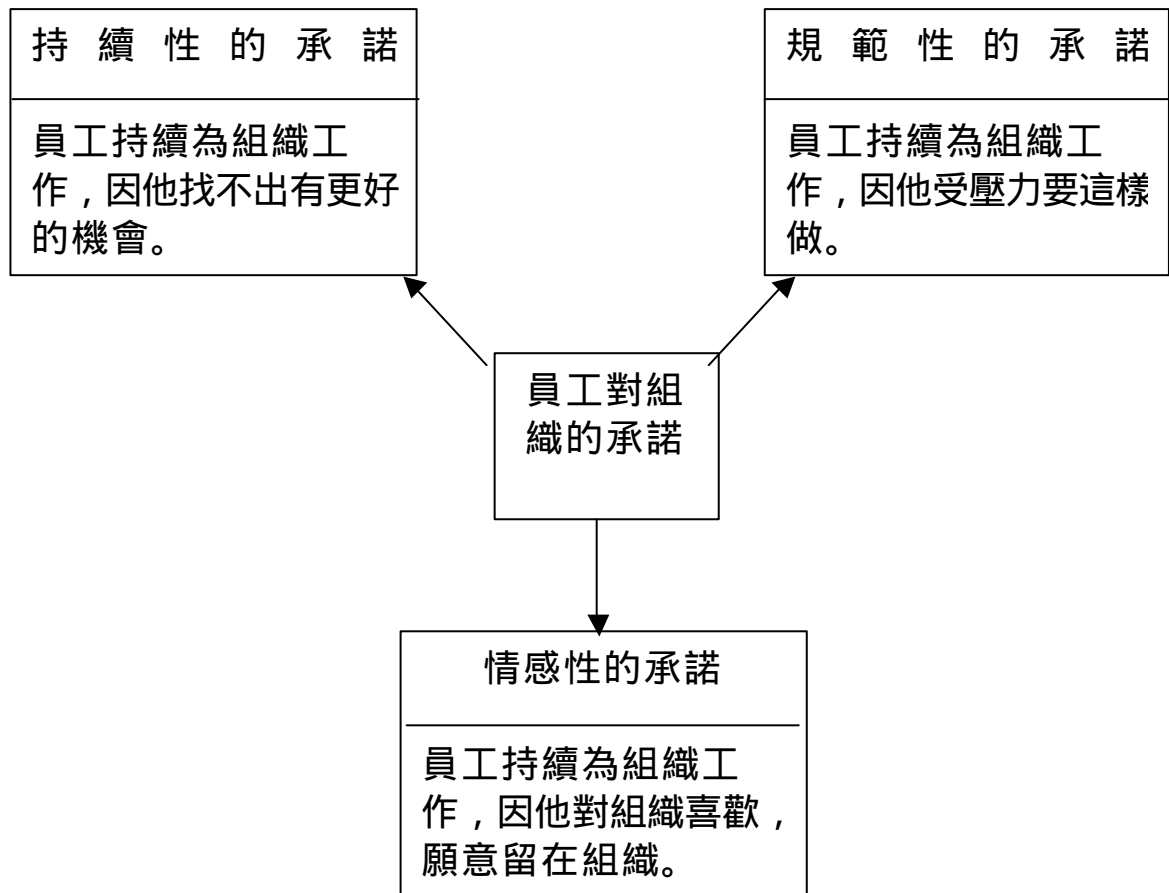 持續性的承諾
員工持續為組織工
作，因他找不出有更好
的機會。
規範性的承諾
員工持續為組織工
作，因他受壓力要這樣
做。
員工對組
織的承諾
情感性的承諾
員工持續為組織工
作，因他對組織喜歡，
願意留在組織。